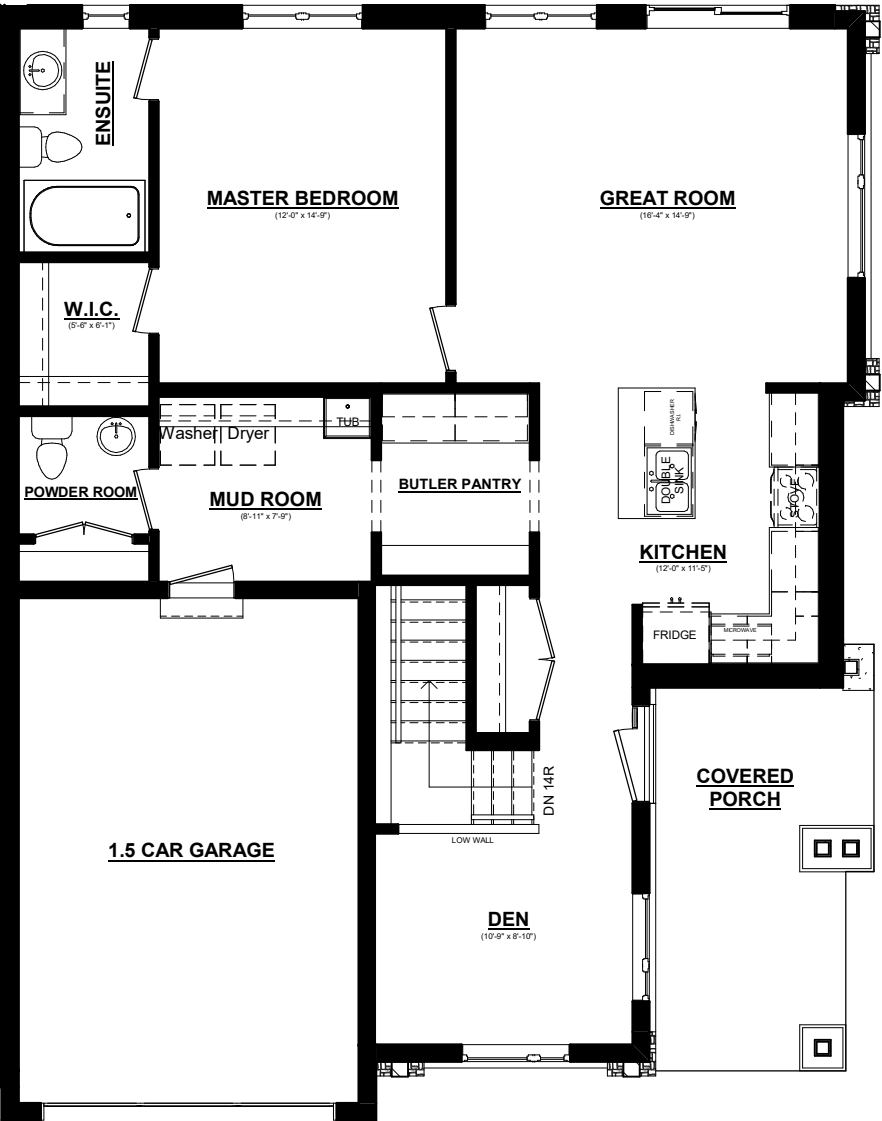 ENSUITE
MASTER BEDROOM
(12'-0" x 14'-9")
GREAT ROOM
(16'-4" x 14'-9")
W.I.C.
(5'-6" x 6'-1")
Washer
Dryer
TUB
DISHWASHER
R.I.
DOUBLE
SINK
STOVE
POWDER ROOM
MUD ROOM
(8'-11" x 7'-9")
BUTLER PANTRY
KITCHEN
(12'-0" x 11'-5")
FRIDGE
MICROWAVE
DN 14R
COVERED
PORCH
LOW WALL
1.5 CAR GARAGE
DEN
(10'-9" x 8'-10")